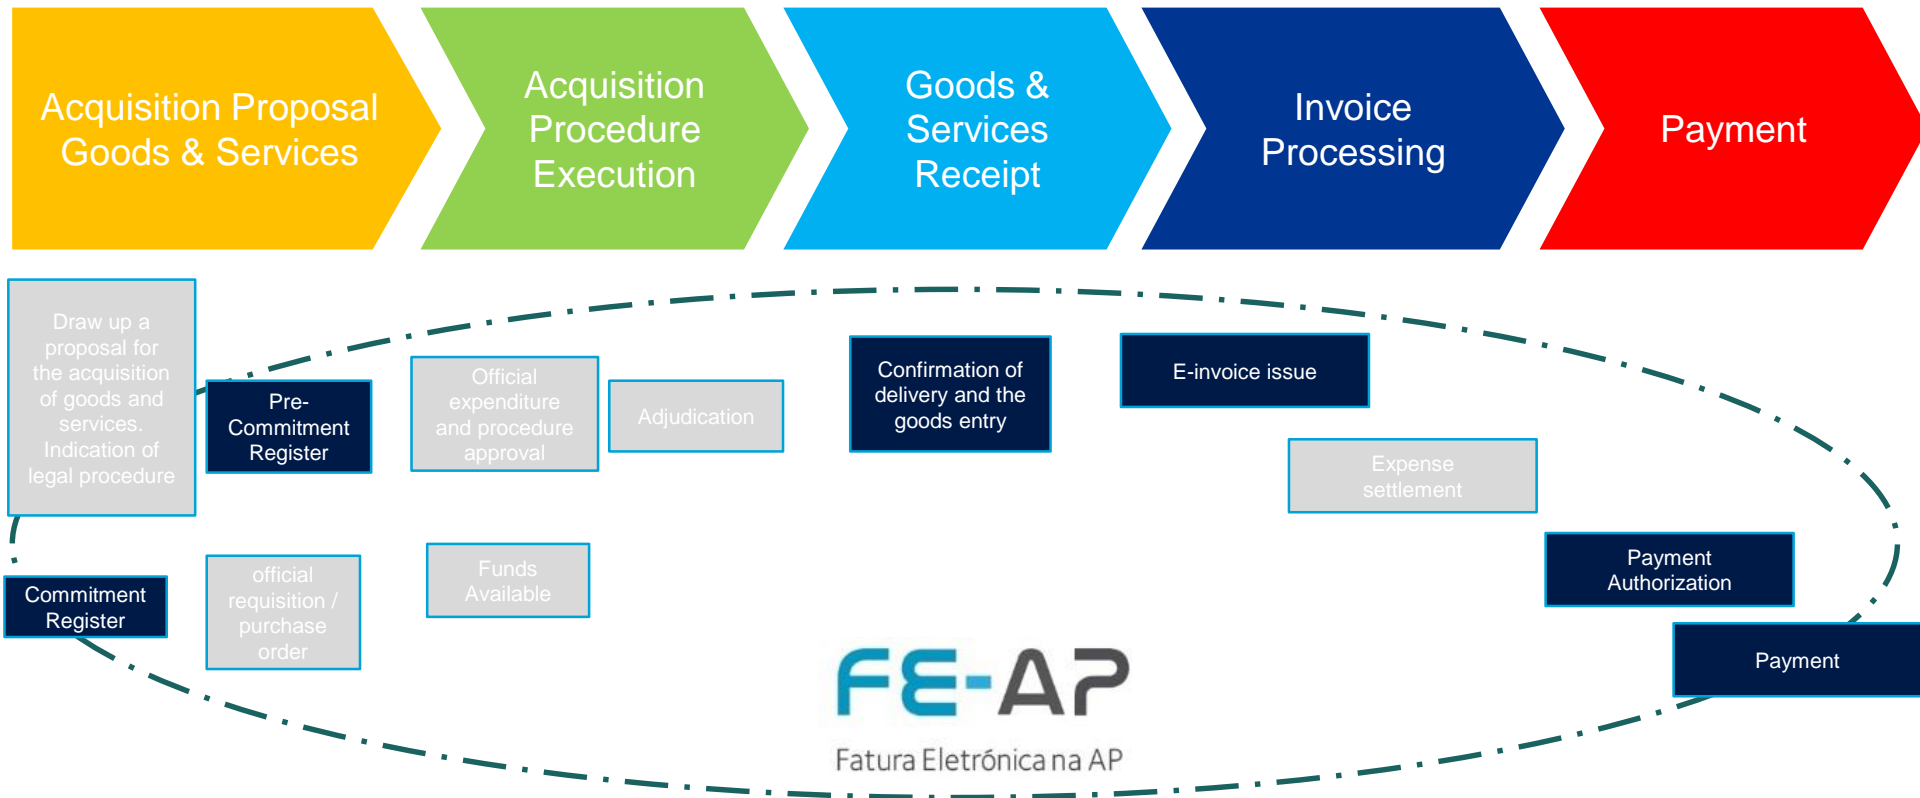 Acquisition Proposal
Goods & Services
Acquisition
Procedure
Execution
Goods &
Services
Receipt
Invoice
Processing
Payment
Draw up a
proposal for
the acquisition
of goods and
services.
Indication of
legal procedure
Pre-
Commitment
Register
Official
expenditure
and procedure
approval
Adjudication
Confirmation of
delivery and the
goods entry
E-invoice issue
Expense
settlement
Commitment
Register
official
requisition /
purchase
order
Funds
Available
Payment
Authorization
Payment
FE-AP
Fatura Eletrónica na AP